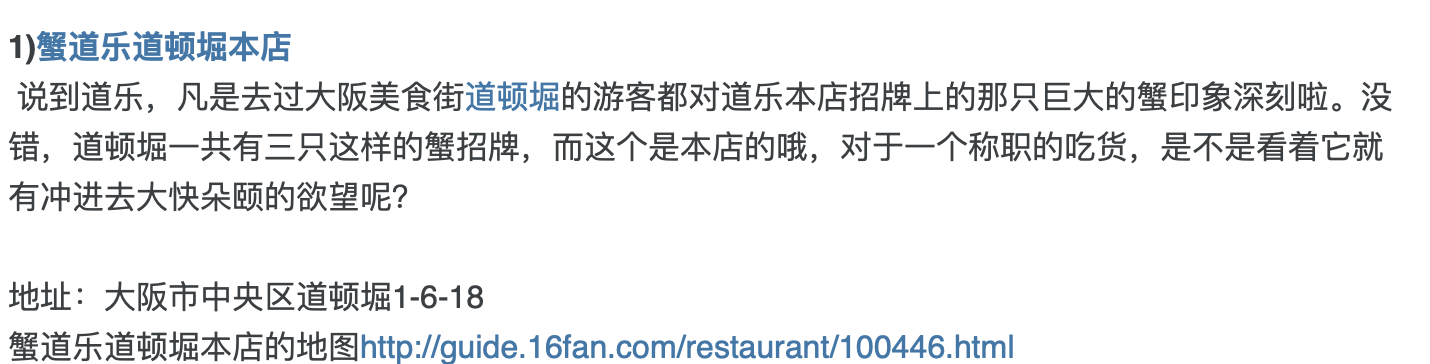 1)蟹道乐道顿堀本店
说到道乐，凡是去过大阪美食街道顿堀的游客都对道乐本店招牌上的那只巨大的蟹印象深刻啦。没
错，道顿堀一共有三只这样的蟹招牌，而这个是本店的哦，对于一个称职的吃货，是不是看着它就
有冲进去大快朵颐的欲望呢?
地址：大阪市中央区道顿堀1-6-18
蟹道乐道顿堀本店的地图http://guide.16fan.com/restaurant/100446.html